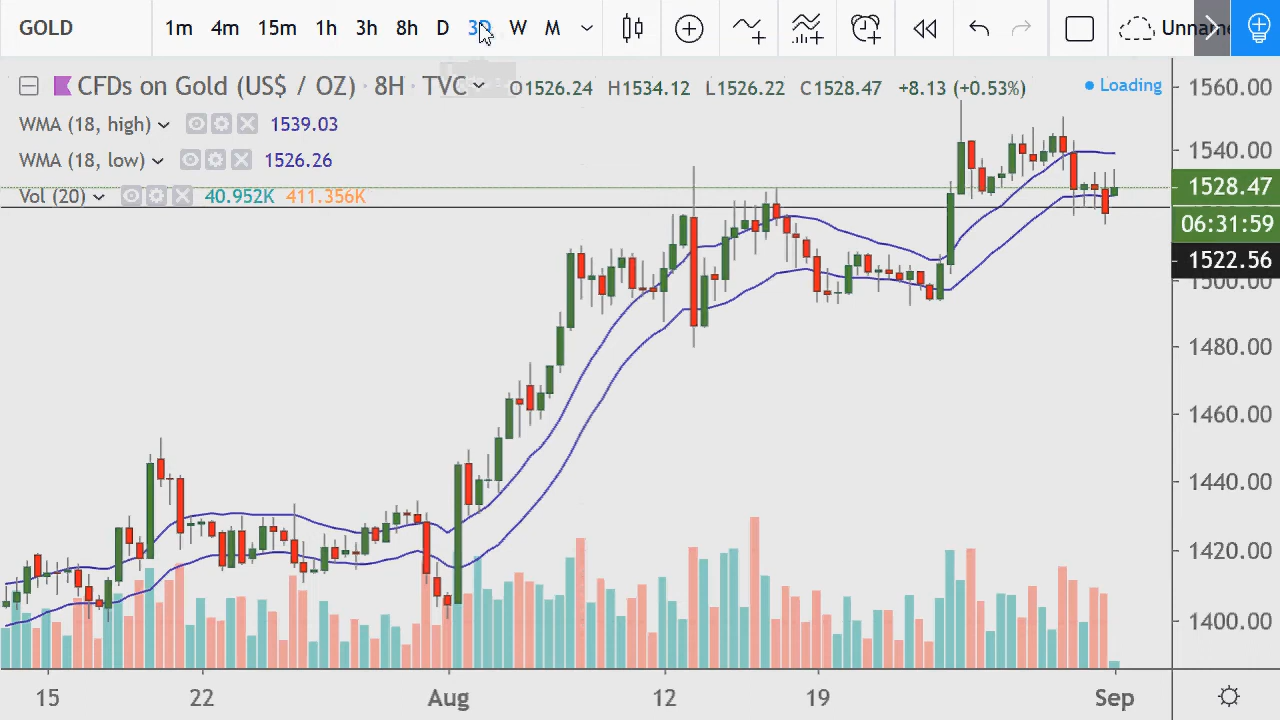 GOLD 1m 4m 15m 1h 3h 8h D 3D W M
CFDs on Gold (US$ / OZ) · 8H · TVC O1526.24 H1534.12 L1526.22 C1528.47 +8.13 (+0.53%) Loading
WMA (18, high) 1539.03
WMA (18, low) 1526.26
Vol (20) 40.952K 411.356K
1560.00
1540.00
1528.47
06:31:59
1522.56
1500.00
1480.00
1460.00
1440.00
1420.00
1400.00
15 22 Aug 12 19 Sep